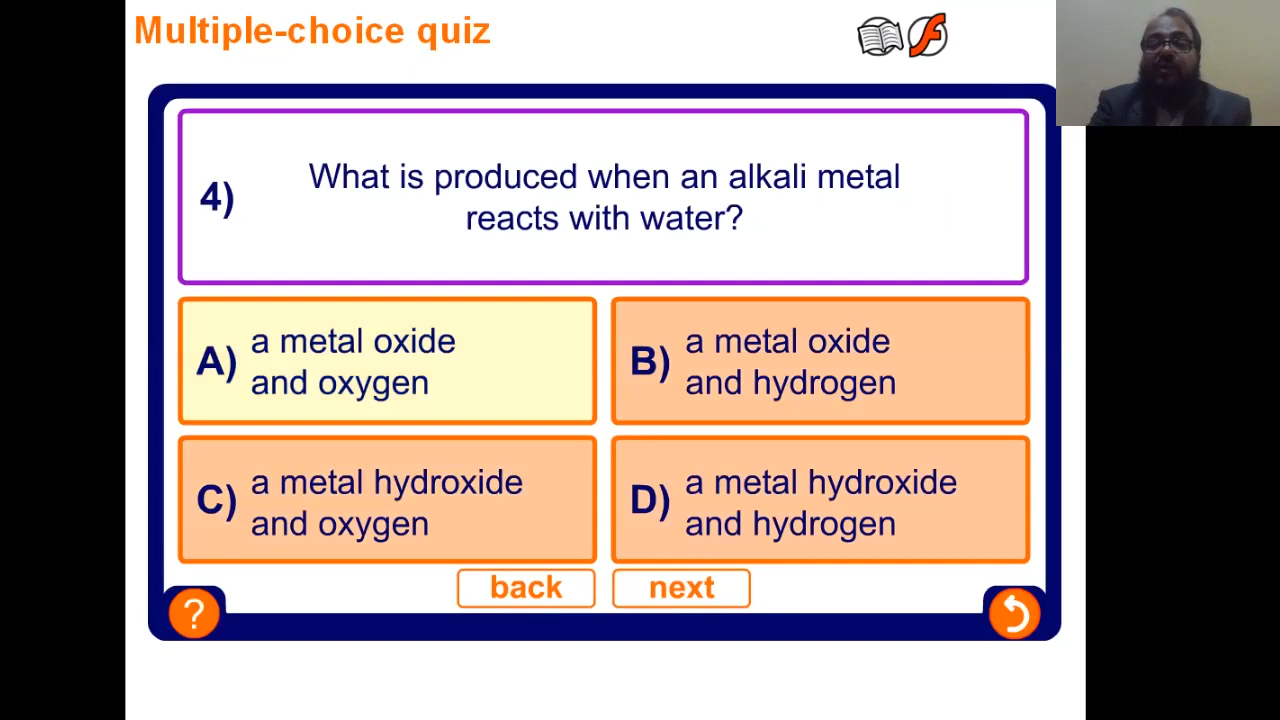 Multiple-choice quiz
4)
What is produced when an alkali metal
reacts with water?
A)
a metal oxide
and oxygen
B)
a metal oxide
and hydrogen
C)
a metal hydroxide
and oxygen
D)
a metal hydroxide
and hydrogen
back
next
?